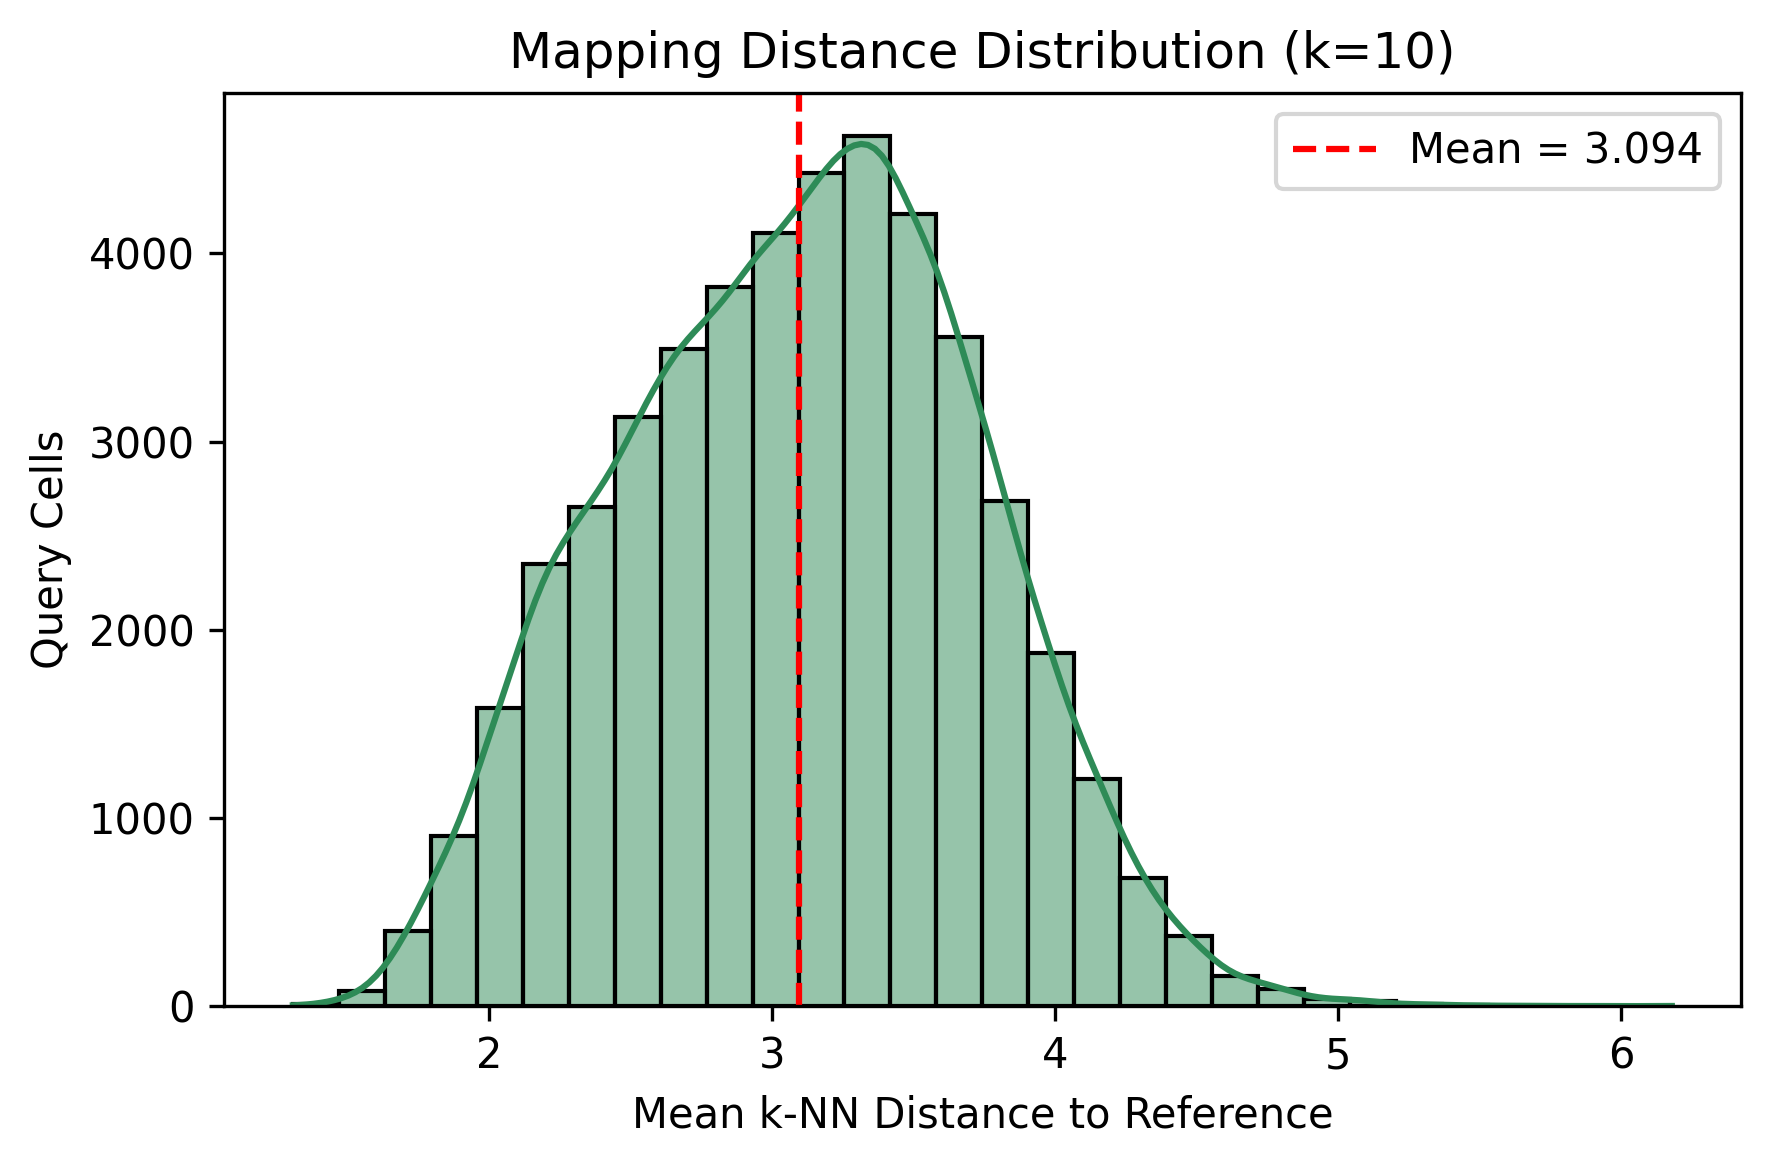 Mapping Distance Distribution (k=10)
Mean = 3.094
Query Cells
4000
3000
2000
1000
0
2 3 4 5 6
Mean k-NN Distance to Reference